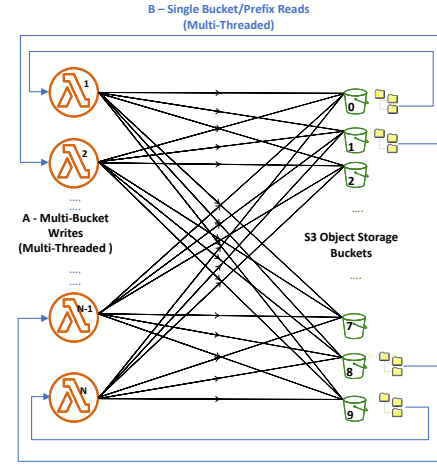 B – Single Bucket/Prefix Reads
(Multi-Threaded)
1
0
2
1
2
....
....
....
A - Multi-Bucket
Writes
(Multi-Threaded )
S3 Object Storage
Buckets
....
....
....
N-1
7
8
N
9